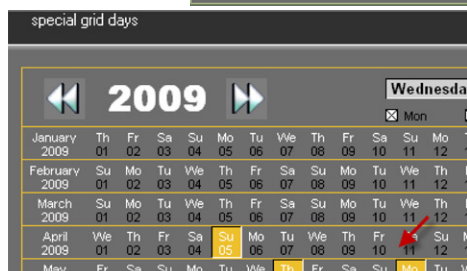 special grid days
2009
Wednesda
Mon
January Th Fr Sa Su Mo Tu We Th Fr Sa Su Mo
2009 01 02 03 04 05 06 07 08 09 10 11 12
February Su Mo Tu We Th Fr Sa Su Mo Tu We Th
2009 01 02 03 04 05 06 07 08 09 10 11 12
March Su Mo Tu We Th Fr Sa Su Mo Tu We Th
2009 01 02 03 04 05 06 07 08 09 10 11 12
April We Th Fr Sa Su Mo Tu We Th Fr Su
2009 01 02 03 04 05 06 07 08 09 10 11 12
May Fr Sa Su Mo Tu We Th Fr Sa Su Mo Tu